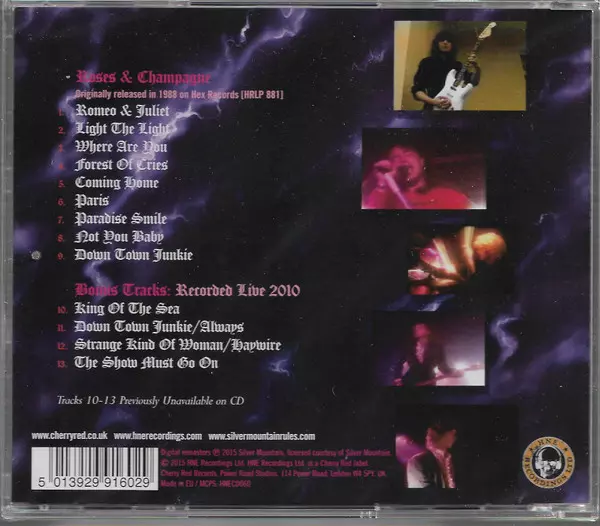 Roses & Champagne
Originally released in 1988 on Hex Records [HRLP 881]
1. Romeo & Juliet
2. Light The Light
3. Where Are You
4. Forest Of Cries
5. Coming Home
6. Paris
7. Paradise Smile
8. Not You Baby
9. Down Town Junkie
Bonus Tracks: Recorded Live 2010
10. King Of The Sea
11. Down Town Junkie/Always
12. Strange Kind Of Woman/Haywire
13. The Show Must Go On
Tracks 10-13 Previously Unavailable on CD
www.cherryred.co.uk www.hnerecordings.com www.silvermountainrules.com
Digital remasters ℗ 2015 Silver Mountain, licensed courtesy of Silver Mountain.
© 2015 HNE Recordings Ltd. HNE Recordings Ltd. is a Cherry Red label.
Cherry Red Records, Power Road Studios, 114 Power Road, London W4 5PY, UK.
Made in EU / MCPS: HNECD060
5 013929 916029
HNE
RECORDINGS LTD